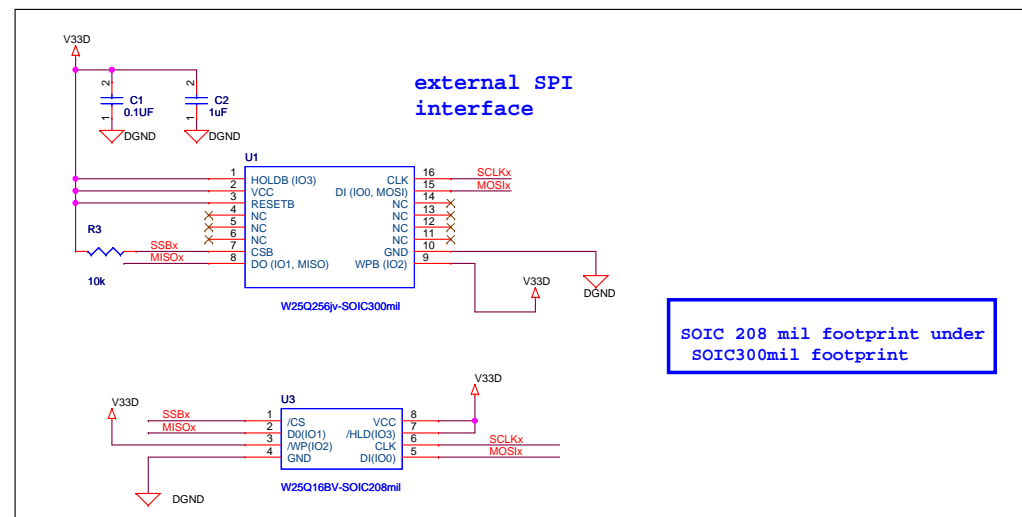 V33D
external SPI
interface
2
C1
0.1UF
1
DGND
2
C2
1uF
1
DGND
U1
1 HOLDB (IO3) CLK 16 SCLKx
2 VCC DI (IO0, MOSI) 15 MOSIx
3 RESETB NC 14
4 NC NC 13
5 NC NC 12
6 NC NC 11
R3
SSBx 7 CSB GND 10
MISOx 8 DO (IO1, MISO) WPB (IO2) 9
10k
V33D
DGND
W25Q256jv-SOIC300mil
SOIC 208 mil footprint under
SOIC300mil footprint
V33D
V33D
U3
SSBx 1 /CS VCC 8
MISOx 2 D0(IO1) /HLD(IO3) 7
3 /WP(IO2) CLK 6 SCLKx
4 GND DI(IO0) 5 MOSIx
W25Q16BV-SOIC208mil
DGND